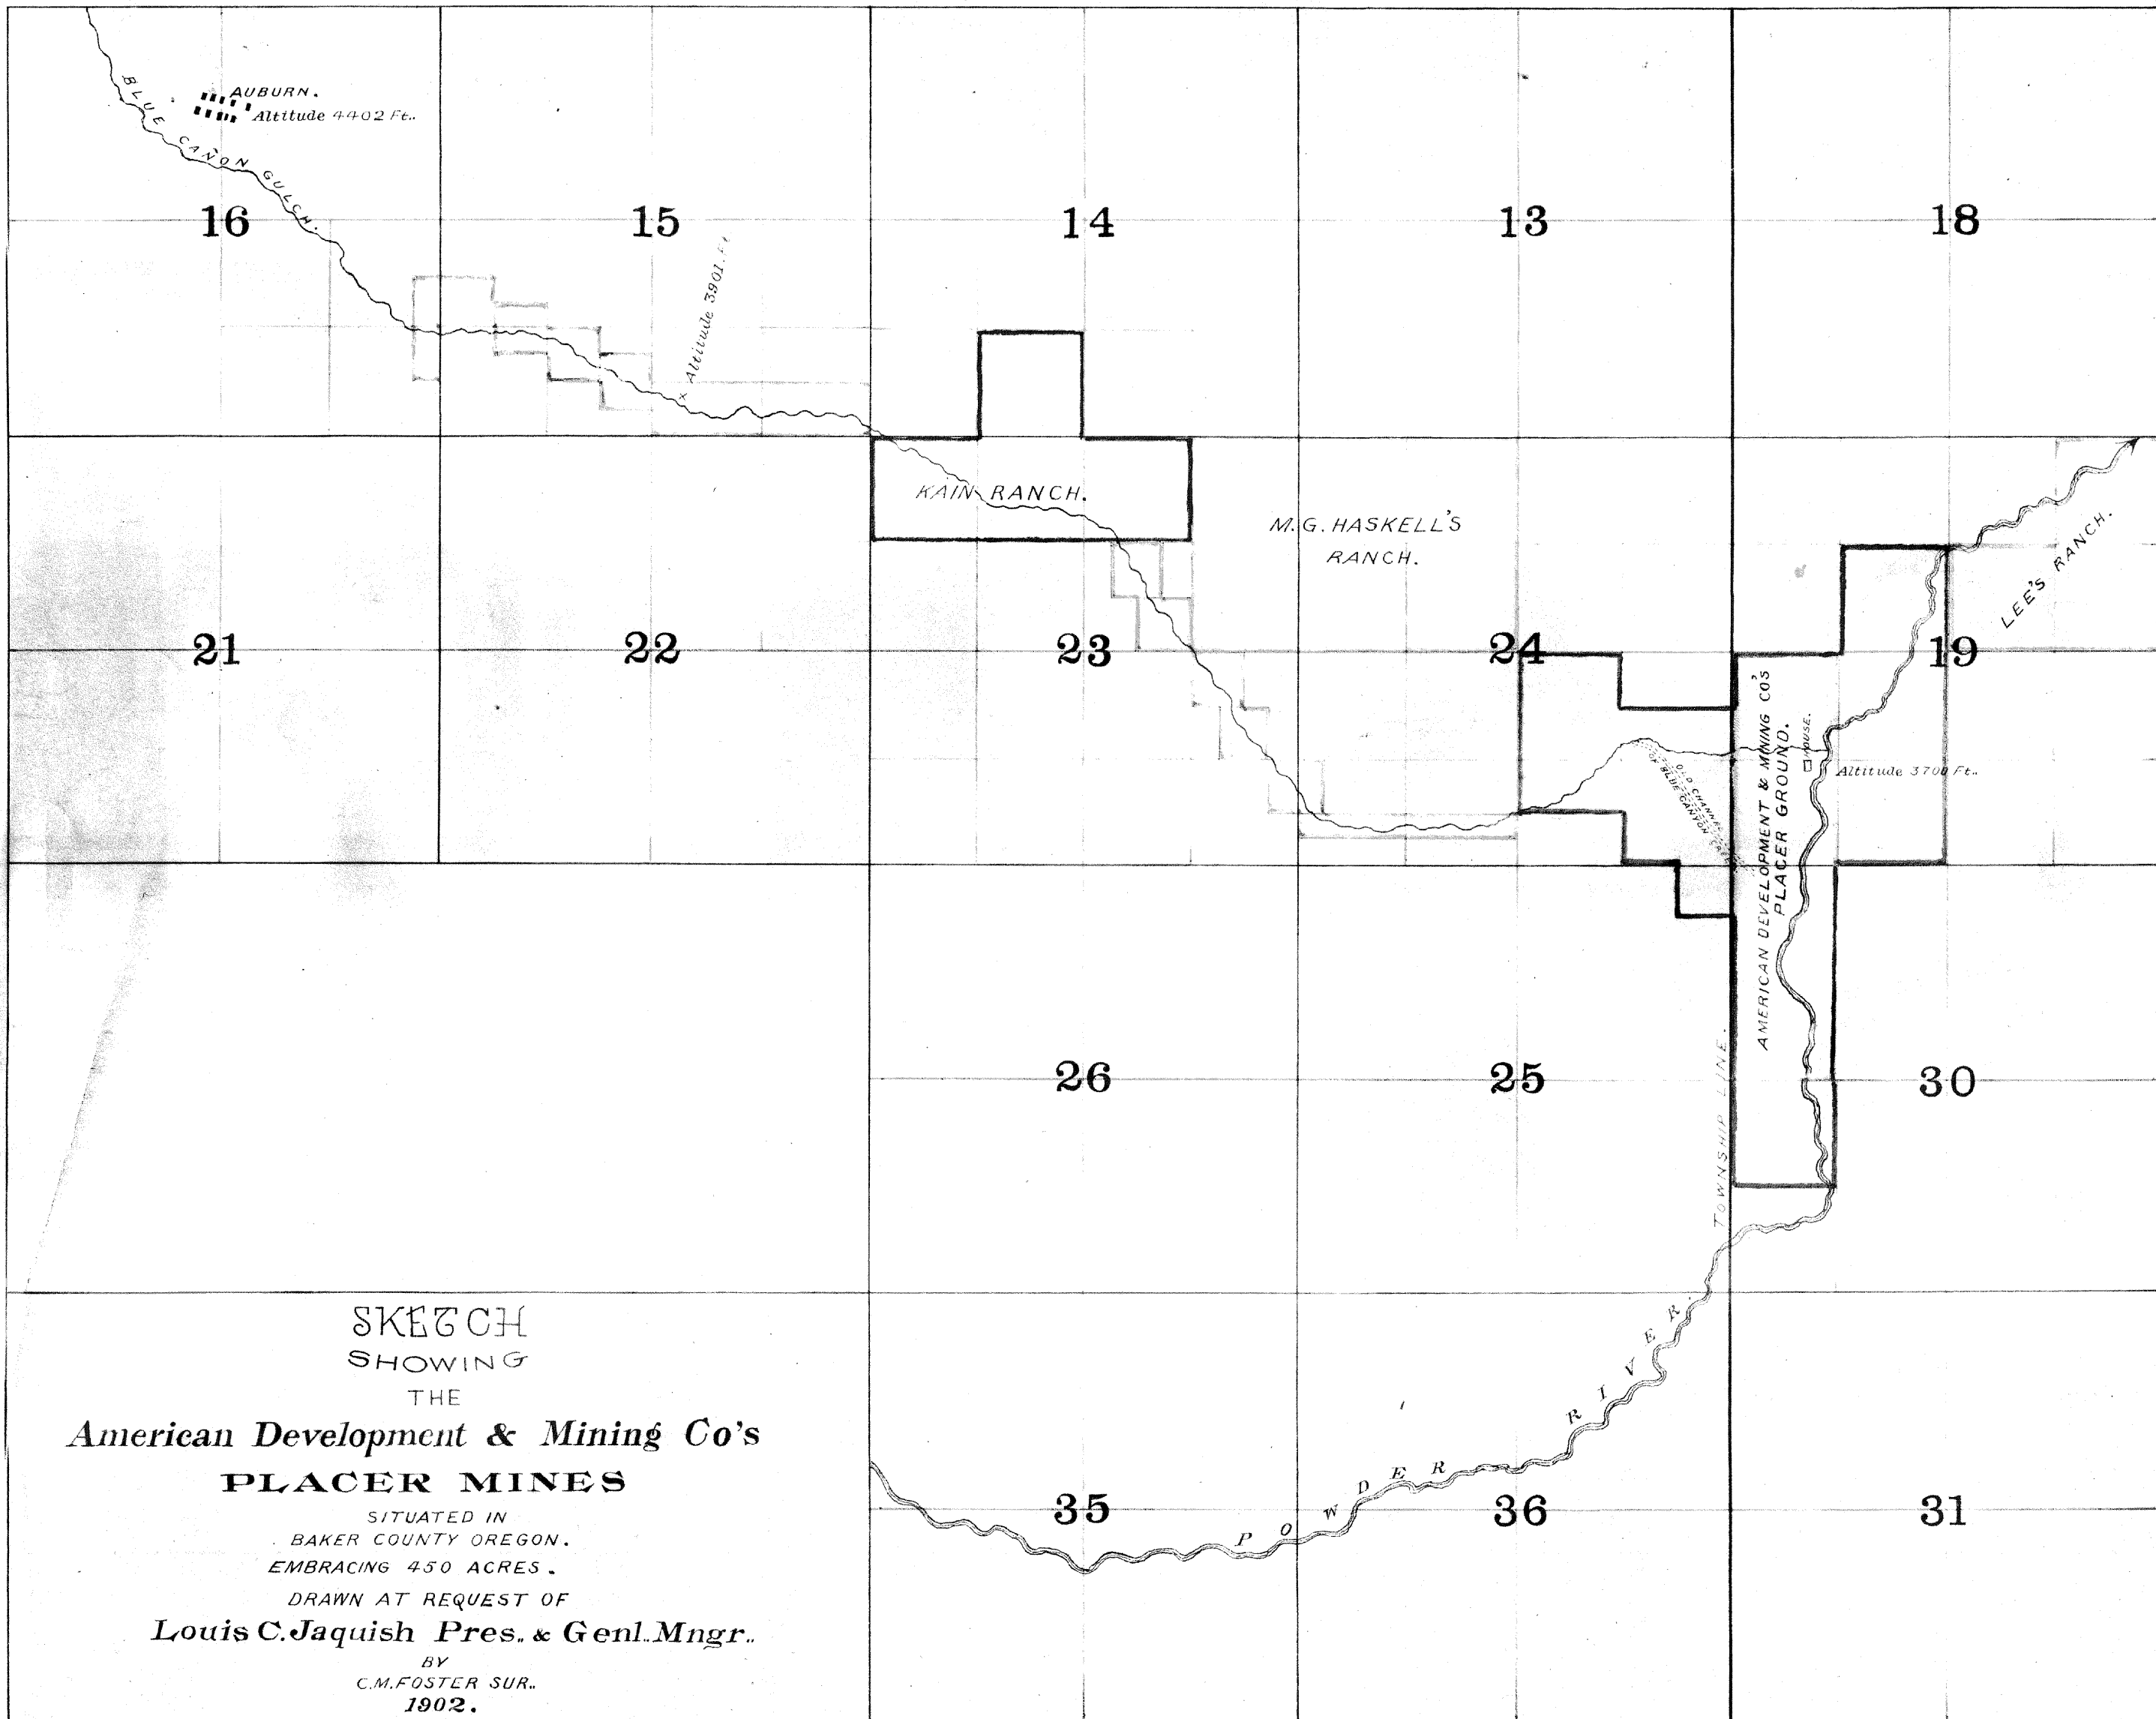 BLUE CAÑON GULCH.
AUBURN.
Altitude 4402 Ft..
16
15
14
13
18
Altitude 3901. Ft
KAIN RANCH.
M.G. HASKELL'S
RANCH.
LEE'S RANCH.
21
22
23
24
19
AMERICAN DEVELOPMENT & MINING CO'S
PLACER GROUND.
HOUSE.
Altitude 3700 Ft..
OLD CHANNEL
OF BLUE CANYON
26
25
30
TOWNSHIP LINE.
POWDER RIVER.
35
36
31
SKETCH
SHOWING
THE
American Development & Mining Co's
PLACER MINES
SITUATED IN
BAKER COUNTY OREGON.
EMBRACING 450 ACRES.
DRAWN AT REQUEST OF
Louis C. Jaquish Pres. & Genl. Mngr..
BY
C.M. FOSTER SUR..
1902.